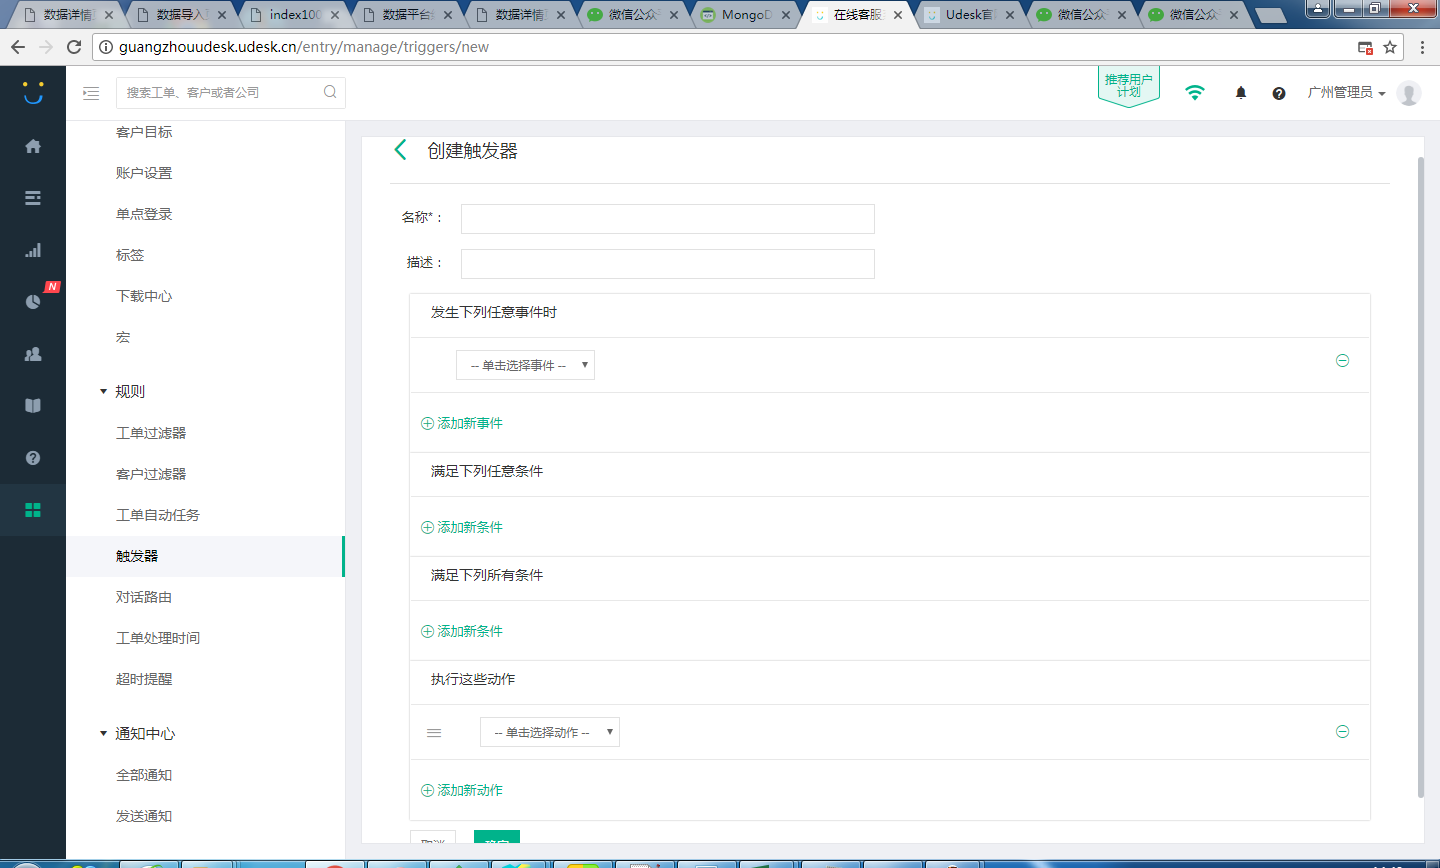 数据详情
数据导入
index100
数据平台
数据详情
微信公众
微信公众
MongoD
在线客服
Udesk官
微信公众
微信公众
guangzhouudesk.udesk.cn/entry/manage/triggers/new
搜索工单、客户或者公司
推荐用户
计划
广州管理员
客户目标
账户设置
单点登录
标签
下载中心
宏
N
规则
工单过滤器
客户过滤器
工单自动任务
触发器
对话路由
工单处理时间
超时提醒
通知中心
全部通知
发送通知
创建触发器
名称*：
描述：
发生下列任意事件时
-- 单击选择事件 --
添加新事件
满足下列任意条件
添加新条件
满足下列所有条件
添加新条件
执行这些动作
-- 单击选择动作 --
添加新动作
取消
确定